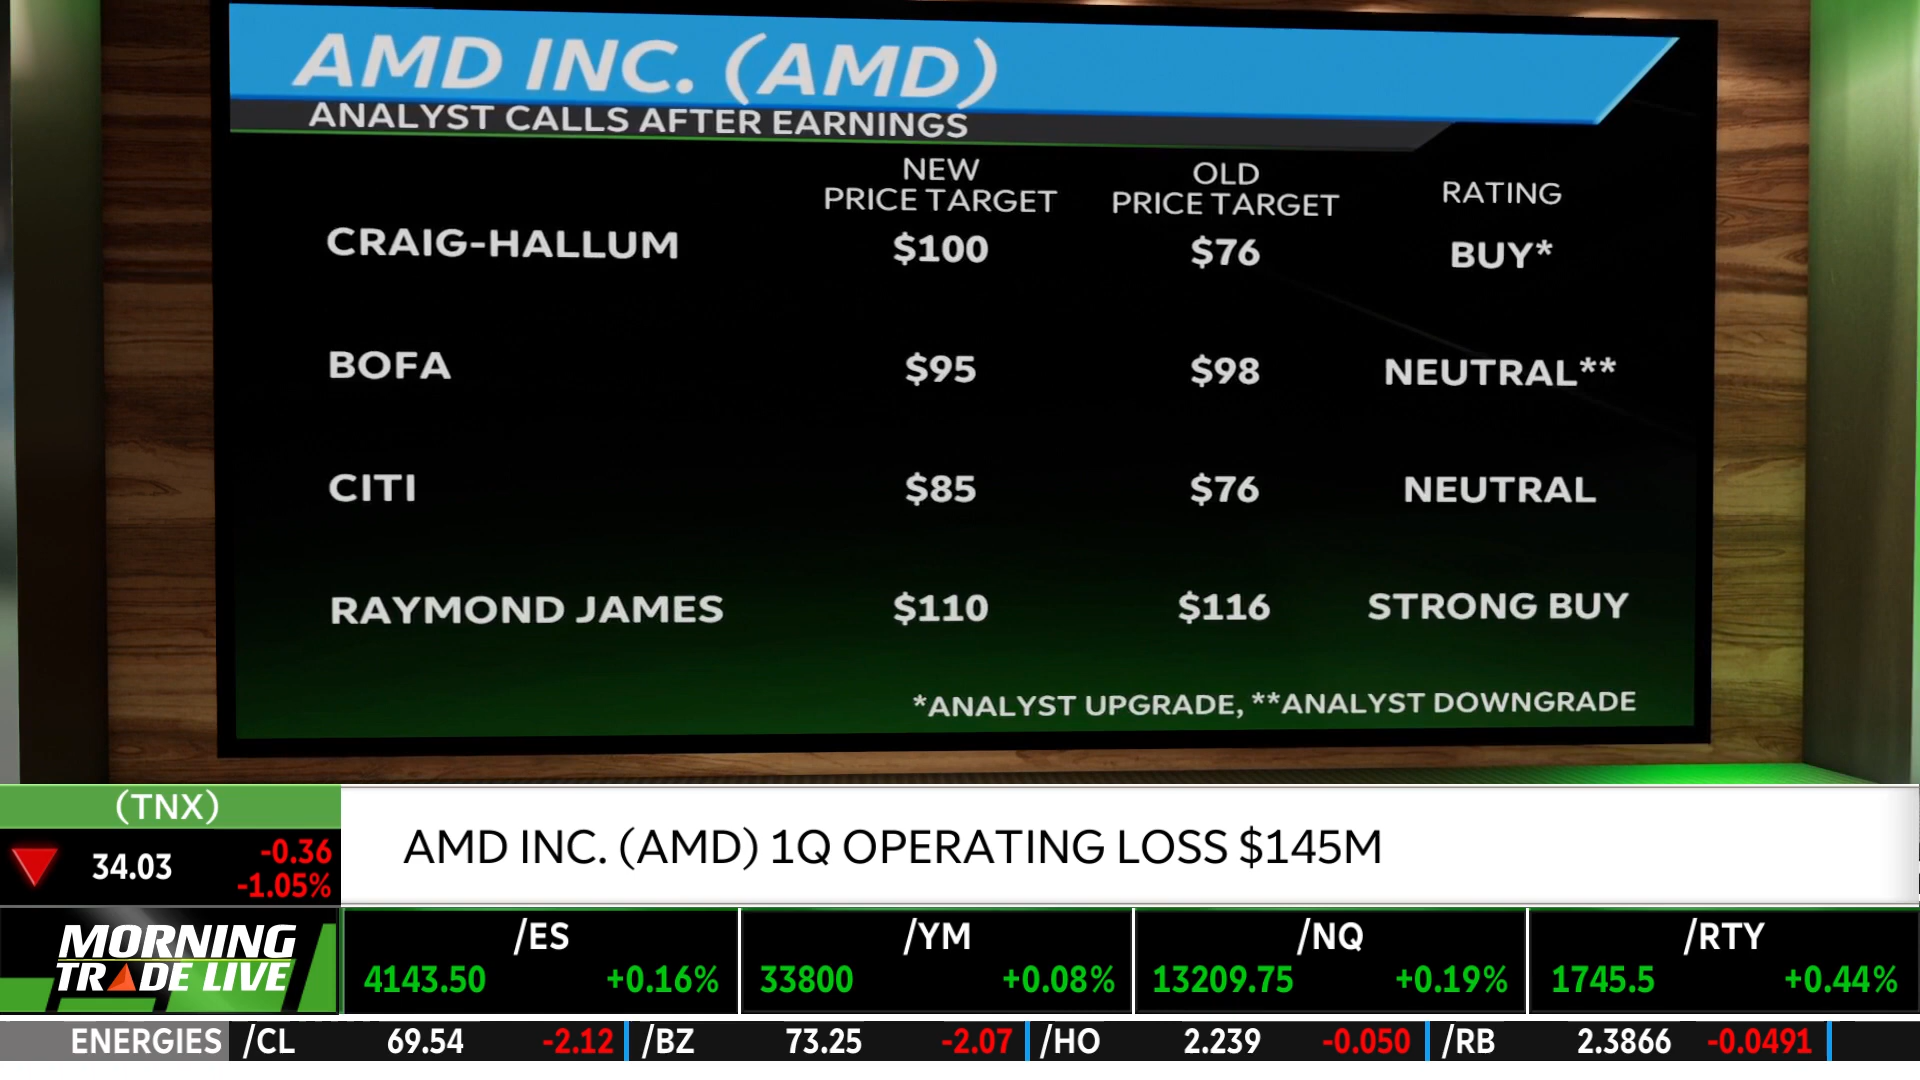 AMD INC. (AMD)
ANALYST CALLS AFTER EARNINGS
NEW PRICE TARGET
OLD PRICE TARGET
RATING
CRAIG-HALLUM $100 $76 BUY*
BOFA $95 $98 NEUTRAL**
CITI $85 $76 NEUTRAL
RAYMOND JAMES $110 $116 STRONG BUY
*ANALYST UPGRADE, **ANALYST DOWNGRADE
(TNX)
34.03 -0.36 -1.05%
AMD INC. (AMD) 1Q OPERATING LOSS $145M
MORNING
TRADE LIVE
/ES
4143.50 +0.16%
/YM
33800 +0.08%
/NQ
13209.75 +0.19%
/RTY
1745.5 +0.44%
ENERGIES /CL 69.54 -2.12 /BZ 73.25 -2.07 /HO 2.239 -0.050 /RB 2.3866 -0.0491